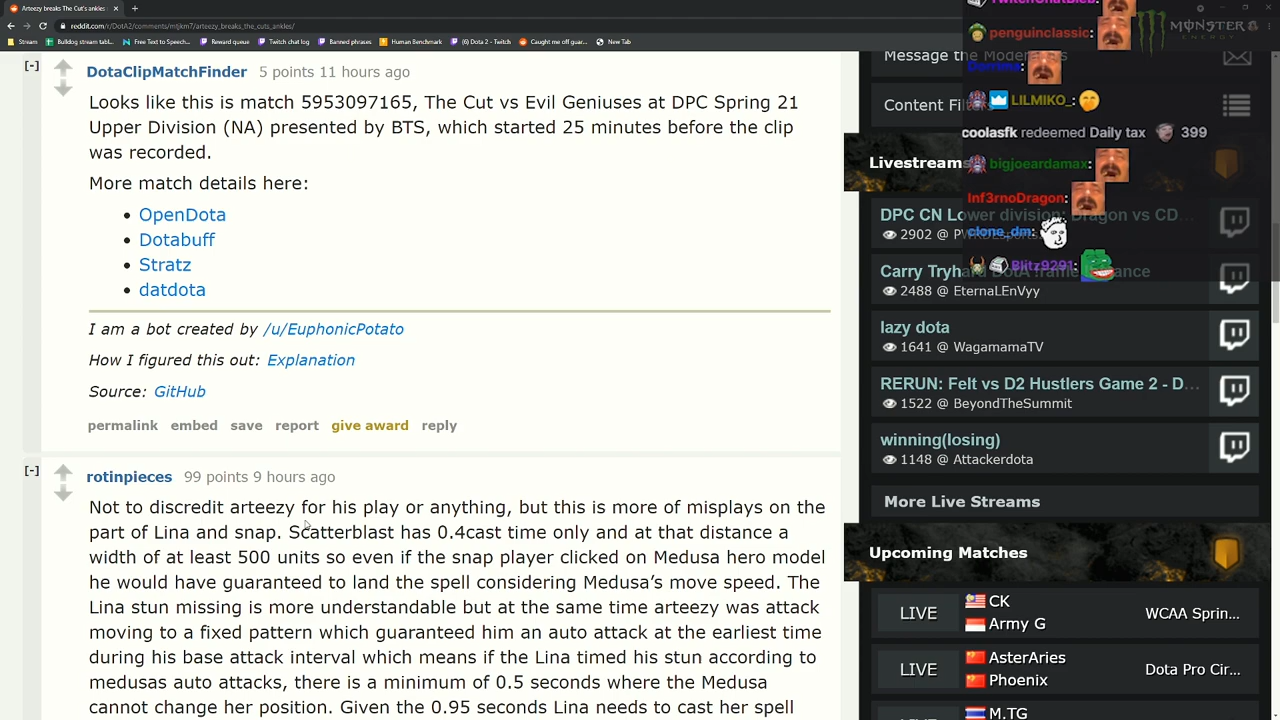 Arteezy breaks The Cuts ankles
reddit.com/r/DotA2/comments/mtjkm7/arteezy_breaks_the_cuts_ankles/
Stream
Bulldog stream tabl...
Free Text to Speech...
Reward queue
Twitch chat log
Banned phrases
Human Benchmark
(6) Dota 2 - Twitch
Caught me off guar...
New Tab
[-]
DotaClipMatchFinder 5 points 11 hours ago
Looks like this is match 5953097165, The Cut vs Evil Geniuses at DPC Spring 21
Upper Division (NA) presented by BTS, which started 25 minutes before the clip
was recorded.
More match details here:
OpenDota
Dotabuff
Stratz
datdota
I am a bot created by /u/EuphonicPotato
How I figured this out: Explanation
Source: GitHub
permalink embed save report give award reply
[-]
rotinpieces 99 points 9 hours ago
Not to discredit arteezy for his play or anything, but this is more of misplays on the
part of Lina and snap. Scatterblast has 0.4cast time only and at that distance a
width of at least 500 units so even if the snap player clicked on Medusa hero model
he would have guaranteed to land the spell considering Medusa's move speed. The
Lina stun missing is more understandable but at the same time arteezy was attack
moving to a fixed pattern which guaranteed him an auto attack at the earliest time
during his base attack interval which means if the Lina timed his stun according to
medusas auto attacks, there is a minimum of 0.5 seconds where the Medusa
cannot change her position. Given the 0.95 seconds Lina needs to cast her spell
Message the Moder
Content Fil
Livestream
DPC CN Lower division: Dragon vs CD...
2902 @
Carry Tryhard DotA
2488 @ EternaLEnVyy
lazy dota
1641 @ WagamamaTV
RERUN: Felt vs D2 Hustlers Game 2 - D...
1522 @ BeyondTheSummit
winning(losing)
1148 @ Attackerdota
More Live Streams
Upcoming Matches
LIVE
CK
Army G
WCAA Sprin...
LIVE
AsterAries
Phoenix
Dota Pro Cir...
M.TG
penguinclassic:
LILMIKO_:
coolasfk redeemed Daily tax 399
bigjoeardamax:
Inf3rnoDragon:
clone_dm:
Blitz9291:
MONSTER
ENERGY